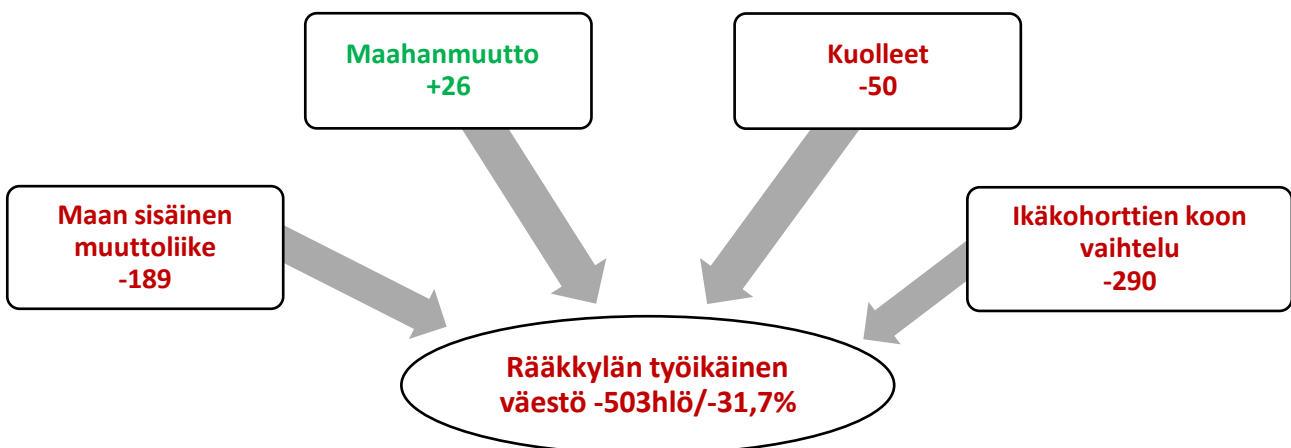 Maahanmuutto
+26
Kuolleet
-50
Maan sisäinen
muuttoliike
-189
Ikäkohorttien koon
vaihtelu
-290
Rääkkylän työikäinen
väestö -503hlö/-31,7%